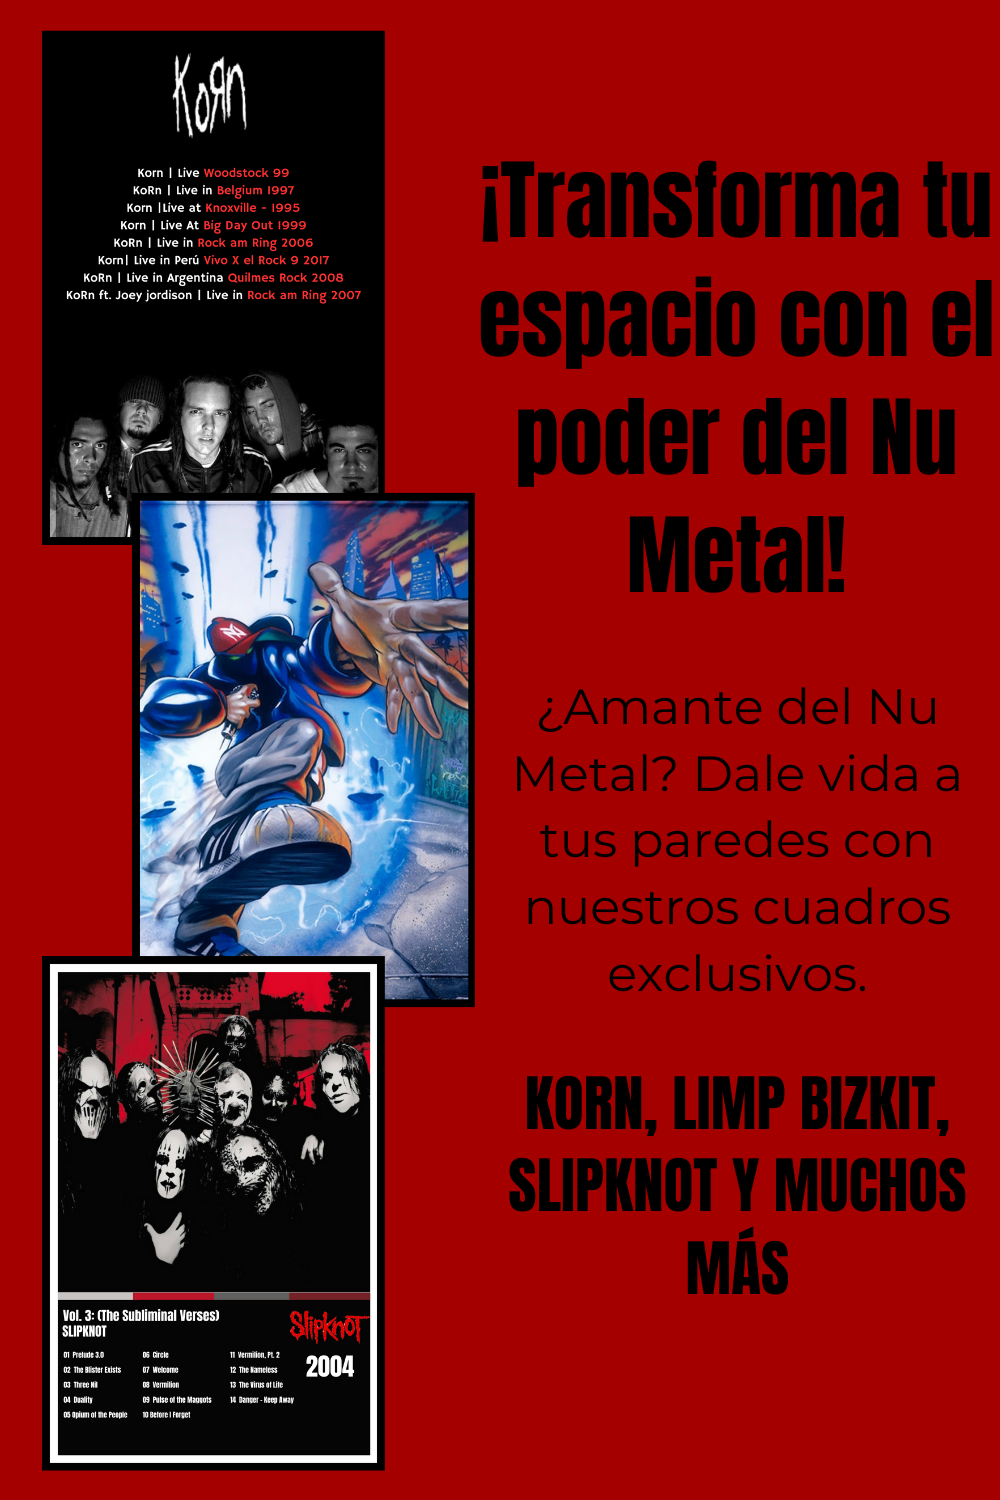 KoRn
Korn | Live Woodstock 99
KoRn | Live in Belgium 1997
Korn |Live at Knoxville - 1995
Korn | Live At Big Day Out 1999
KoRn | Live in Rock am Ring 2006
Korn| Live in Perú Vivo X el Rock 9 2017
KoRn | Live in Argentina Quilmes Rock 2008
KoRn ft. Joey jordison | Live in Rock am Ring 2007
¡Transforma tu
espacio con el
poder del Nu
Metal!
¿Amante del Nu
Metal? Dale vida a
tus paredes con
nuestros cuadros
exclusivos.
KORN, LIMP BIZKIT,
SLIPKNOT Y MUCHOS
MÁS
Vol. 3: (The Subliminal Verses)
SLIPKNOT
01 Prelude 3.0
02 The Blister Exists
03 Three Nil
04 Duality
05 Opium of the People
06 Circle
07 Welcome
08 Vermilion
09 Pulse of the Maggots
10 Before I Forget
11 Vermilion, Pt. 2
12 The Nameless
13 The Virus of Life
14 Danger - Keep Away
Slipknot
2004